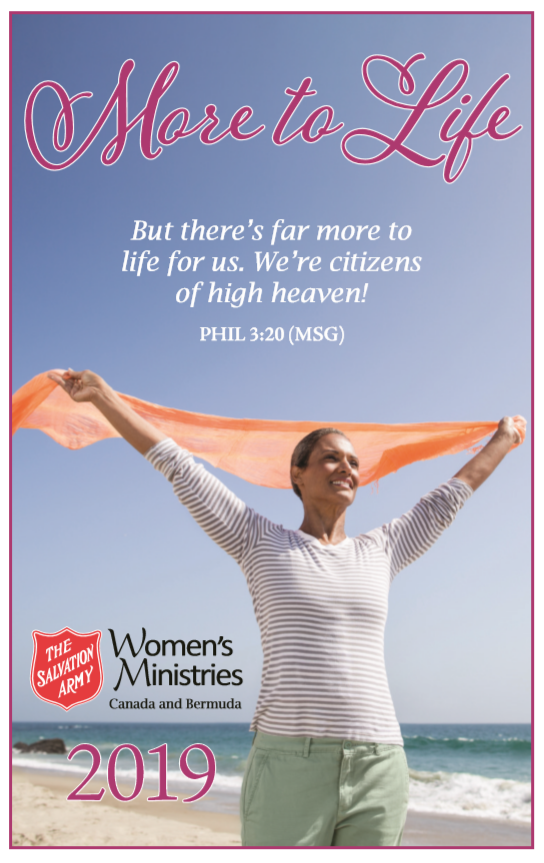 More to Life
But there's far more to
life for us. We're citizens
of high heaven!
PHIL 3:20 (MSG)
THE
SALVATION
ARMY
Women's
Ministries
Canada and Bermuda
2019